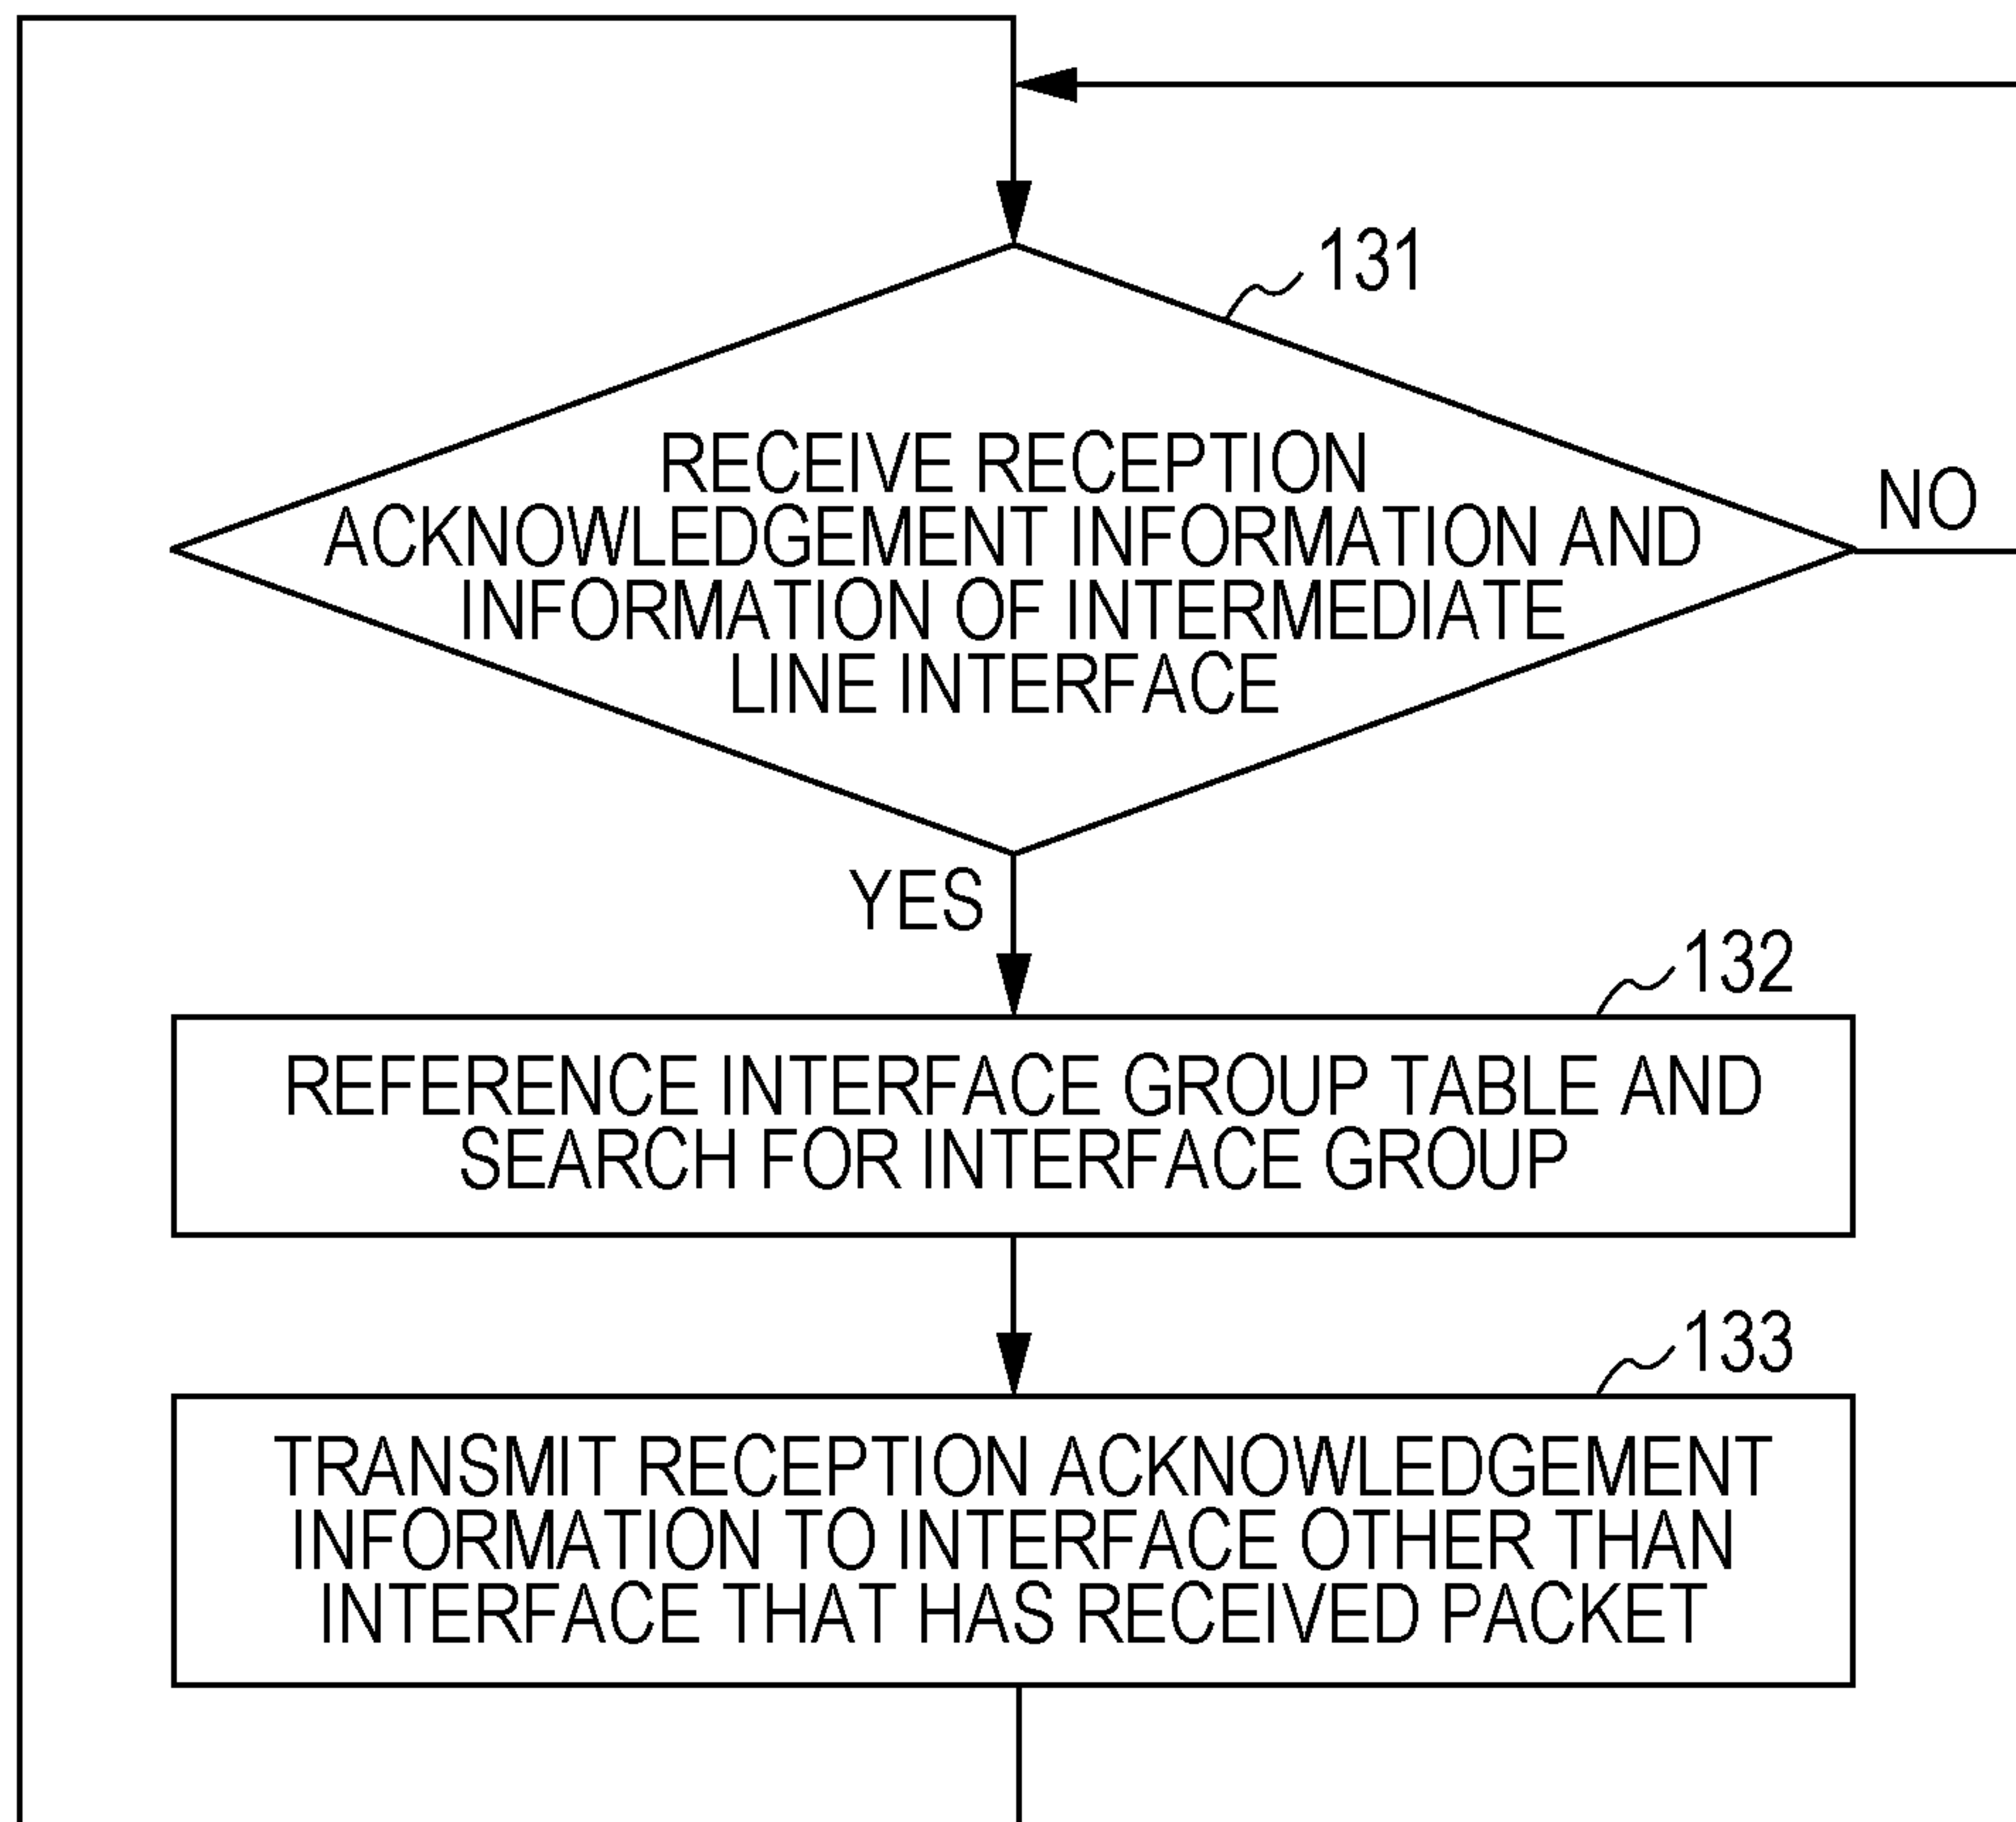 131
RECEIVE RECEPTION
ACKNOWLEDGEMENT INFORMATION AND
INFORMATION OF INTERMEDIATE
LINE INTERFACE
NO
YES
132
REFERENCE INTERFACE GROUP TABLE AND
SEARCH FOR INTERFACE GROUP
133
TRANSMIT RECEPTION ACKNOWLEDGEMENT
INFORMATION TO INTERFACE OTHER THAN
INTERFACE THAT HAS RECEIVED PACKET